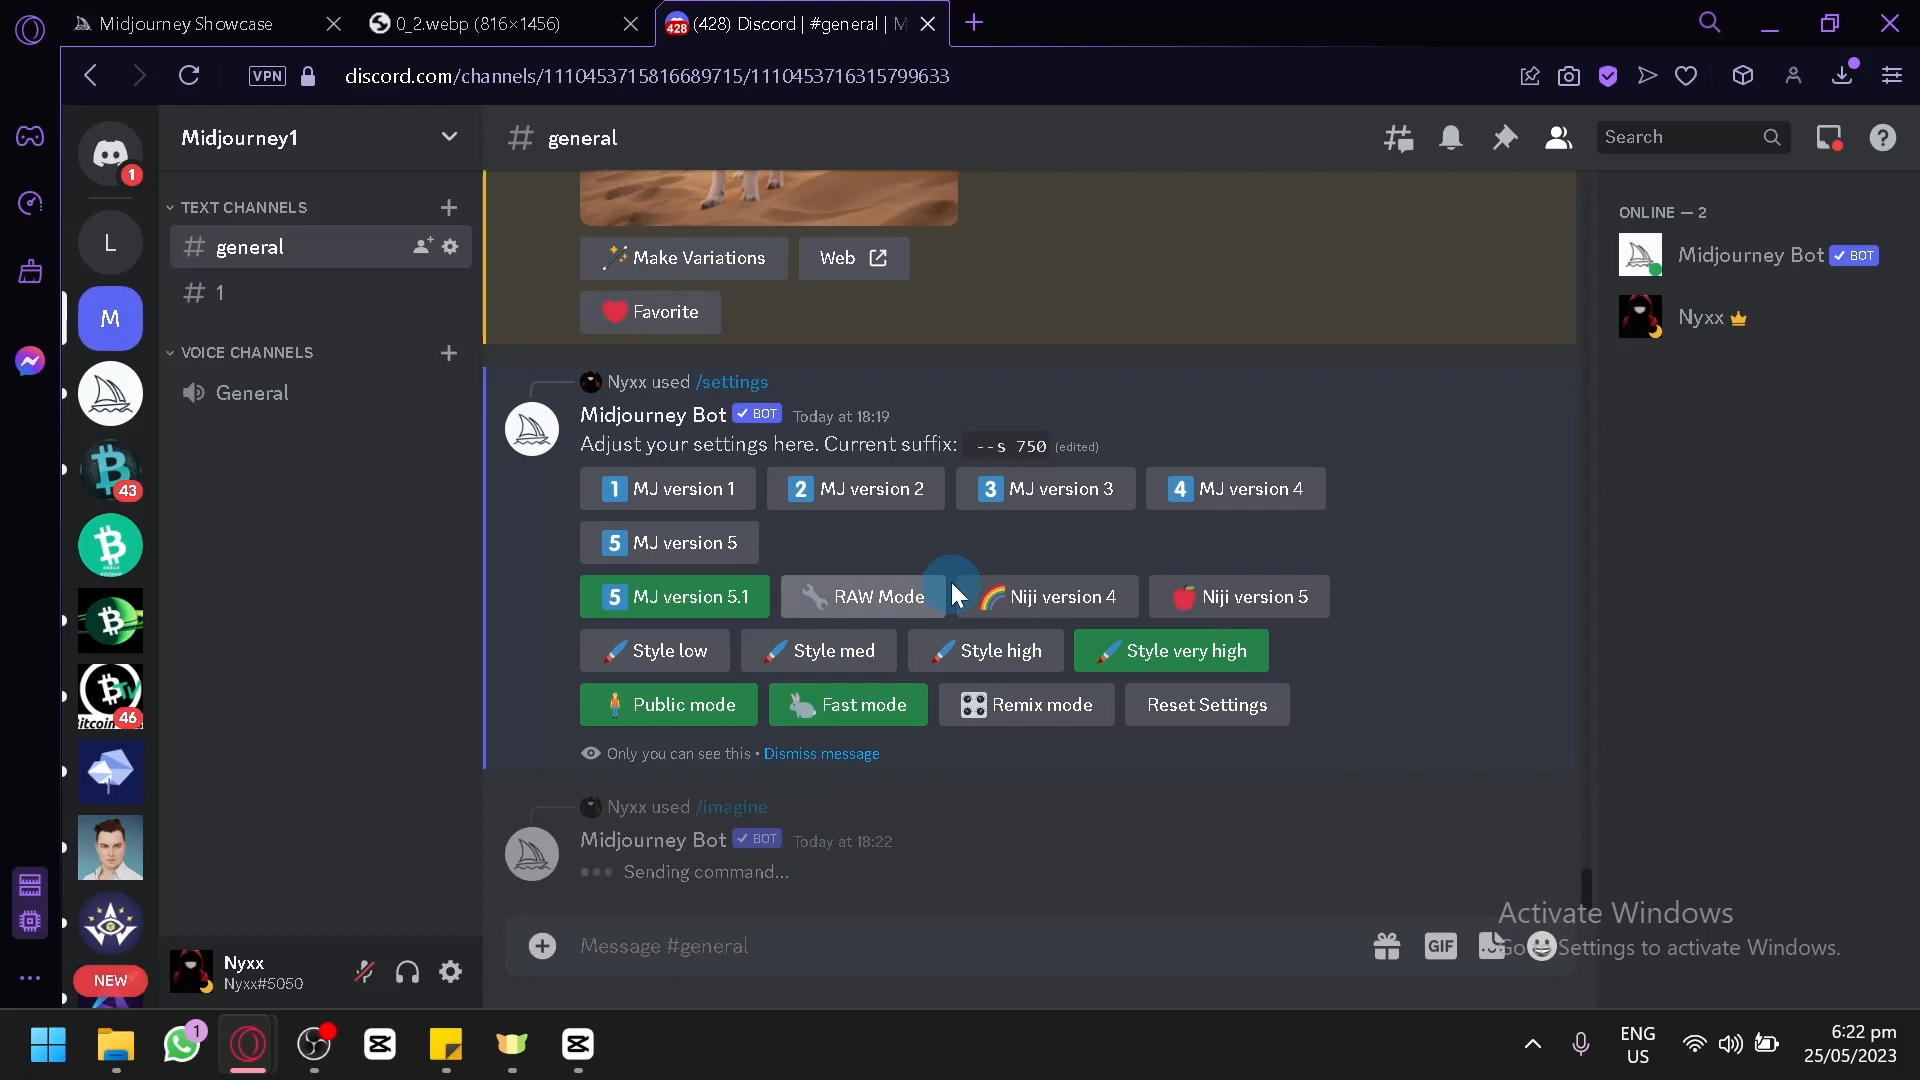 Midjourney Showcase
0_2.webp (816×1456)
428
(428) Discord | #general | M
VPN
discord.com/channels/1110453715816689715/1110453716315799633
1
Midjourney1
# general
Search
TEXT CHANNELS
general
1
L
M
VOICE CHANNELS
General
43
46
NEW
Make Variations
Web
Favorite
Nyxx used /settings
Midjourney Bot BOT Today at 18:19
Adjust your settings here. Current suffix: --s 750 (edited)
1 MJ version 1
2 MJ version 2
3 MJ version 3
4 MJ version 4
5 MJ version 5
5 MJ version 5.1
RAW Mode
Niji version 4
Niji version 5
Style low
Style med
Style high
Style very high
Public mode
Fast mode
Remix mode
Reset Settings
Only you can see this • Dismiss message
Nyxx used /imagine
Midjourney Bot BOT Today at 18:22
Sending command...
Message #general
GIF
ONLINE — 2
Midjourney Bot BOT
Nyxx
Activate Windows
Settings to activate Windows.
Nyxx
Nyxx#5050
1
ENG
US
6:22 pm
25/05/2023